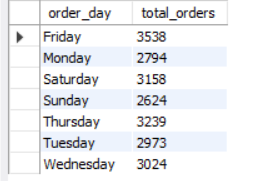 order_day total_orders
Friday 3538
Monday 2794
Saturday 3158
Sunday 2624
Thursday 3239
Tuesday 2973
Wednesday 3024